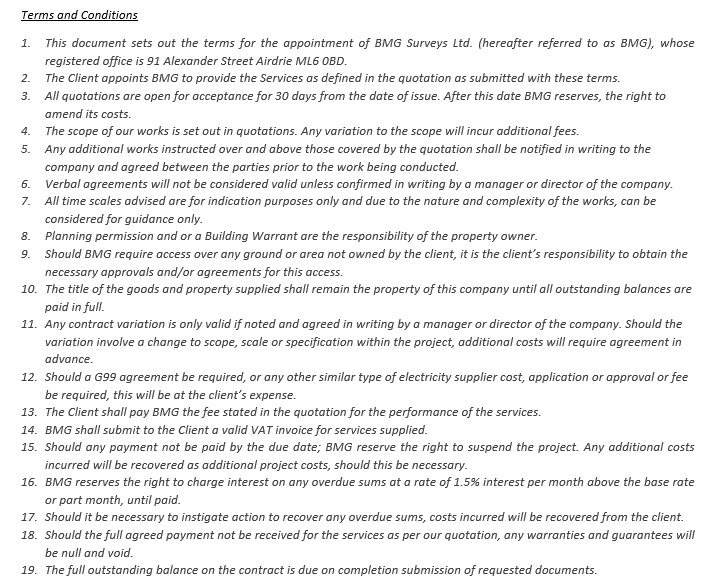 Terms and Conditions
1. This document sets out the terms for the appointment of BMG Surveys Ltd. (hereafter referred to as BMG), whose
registered office is 91 Alexander Street Airdrie ML6 0BD.
2. The Client appoints BMG to provide the Services as defined in the quotation as submitted with these terms.
3. All quotations are open for acceptance for 30 days from the date of issue. After this date BMG reserves, the right to
amend its costs.
4. The scope of our works is set out in quotations. Any variation to the scope will incur additional fees.
5. Any additional works instructed over and above those covered by the quotation shall be notified in writing to the
company and agreed between the parties prior to the work being conducted.
6. Verbal agreements will not be considered valid unless confirmed in writing by a manager or director of the company.
7. All time scales advised are for indication purposes only and due to the nature and complexity of the works, can be
considered for guidance only.
8. Planning permission and or a Building Warrant are the responsibility of the property owner.
9. Should BMG require access over any ground or area not owned by the client, it is the client's responsibility to obtain the
necessary approvals and/or agreements for this access.
10. The title of the goods and property supplied shall remain the property of this company until all outstanding balances are
paid in full.
11. Any contract variation is only valid if noted and agreed in writing by a manager or director of the company. Should the
variation involve a change to scope, scale or specification within the project, additional costs will require agreement in
advance.
12. Should a G99 agreement be required, or any other similar type of electricity supplier cost, application or approval or fee
be required, this will be at the client's expense.
13. The Client shall pay BMG the fee stated in the quotation for the performance of the services.
14. BMG shall submit to the Client a valid VAT invoice for services supplied.
15. Should any payment not be paid by the due date; BMG reserve the right to suspend the project. Any additional costs
incurred will be recovered as additional project costs, should this be necessary.
16. BMG reserves the right to charge interest on any overdue sums at a rate of 1.5% interest per month above the base rate
or part month, until paid.
17. Should it be necessary to instigate action to recover any overdue sums, costs incurred will be recovered from the client.
18. Should the full agreed payment not be received for the services as per our quotation, any warranties and guarantees will
be null and void.
19. The full outstanding balance on the contract is due on completion submission of requested documents.